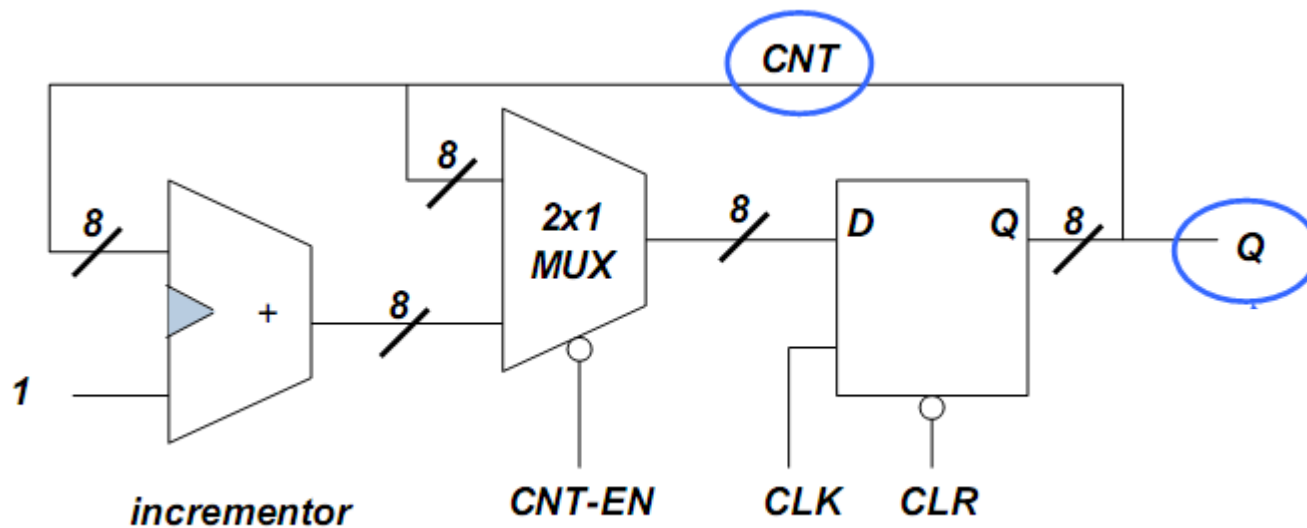 CNT
8
8
2x1
MUX
8
D
Q
8
Q
+
8
1
incrementor
CNT-EN
CLK
CLR